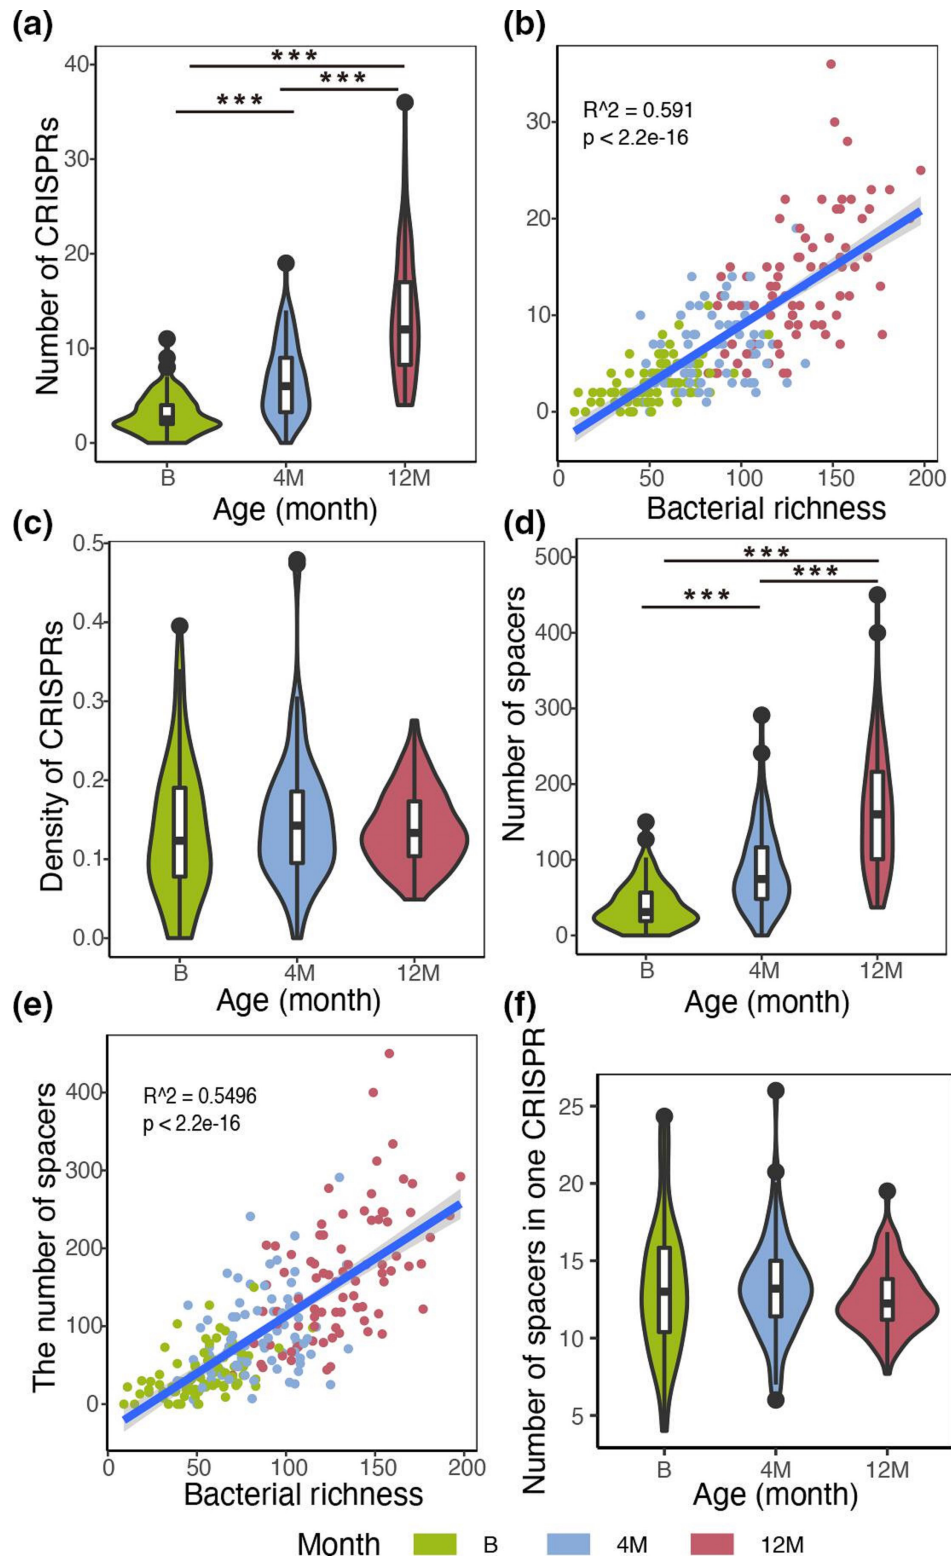 (a)
Number of CRISPRs
40
30
20
10
0
***
***
***
B 4M 12M
Age (month)
(b)
R^2 = 0.591
p < 2.2e-16
30
20
10
0
0 50 100 150 200
Bacterial richness
(c)
Density of CRISPRs
0.5
0.4
0.3
0.2
0.1
0.0
B 4M 12M
Age (month)
(d)
Number of spacers
500
400
300
200
100
0
***
***
***
B 4M 12M
Age (month)
(e)
The number of spacers
R^2 = 0.5496
p < 2.2e-16
400
300
200
100
0
0 50 100 150 200
Bacterial richness
(f)
Number of spacers in one CRISPR
25
20
15
10
5
B 4M 12M
Age (month)
Month B 4M 12M